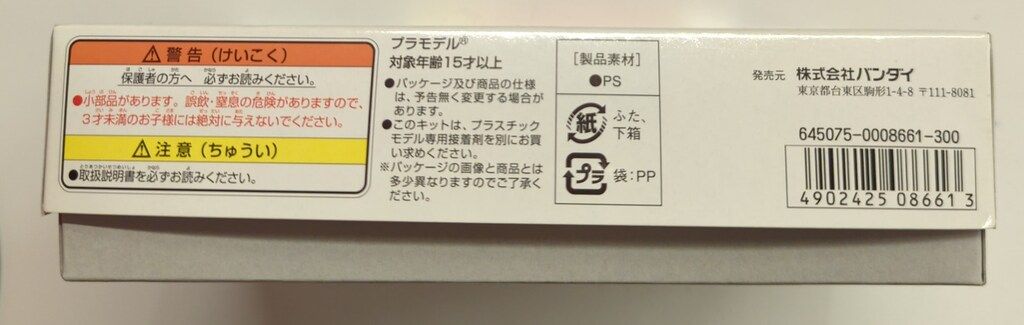 ⚠警告（けいこく）
保護者の方へ 必ずお読みください。
●小部品があります。誤飲・窒息の危険がありますので、
3才未満のお子様には絶対に与えないでください。
⚠注意（ちゅうい）
●取扱説明書を必ずお読みください。
プラモデル®
対象年齢15才以上
●パッケージ及び商品の仕様
は、予告無く変更する場合が
あります。
●このキットは、プラスチック
モデル専用接着剤を別にお買
い求めください。
※パッケージの画像と商品とは
多少異なりますのでご了承く
ださい。
［製品素材］
●PS
紙 ふた、
下箱
プラ 袋：PP
発売元 株式会社バンダイ
東京都台東区駒形1-4-8 〒111-8081
645075-0008661-300
4902425 086613